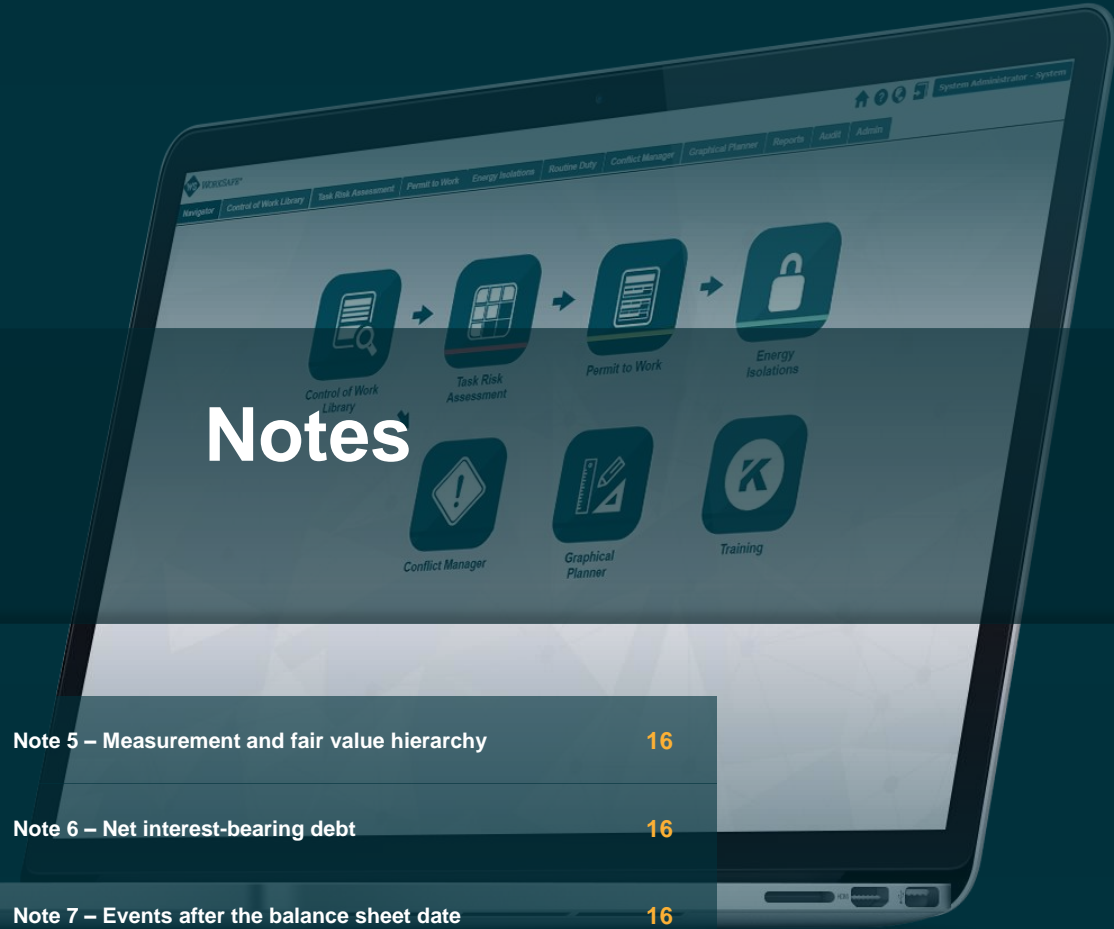 System Administrator - System
WORKSAFE®
Navigator
Control of Work Library
Task Risk Assessment
Permit to Work
Energy Isolations
Routine Duty
Conflict Manager
Graphical Planner
Reports
Audit
Admin
Control of Work
Library
Task Risk
Assessment
Permit to Work
Energy
Isolations
Notes
Conflict Manager
Graphical
Planner
Training
Note 5 – Measurement and fair value hierarchy 16
Note 6 – Net interest-bearing debt 16
Note 7 – Events after the balance sheet date 16